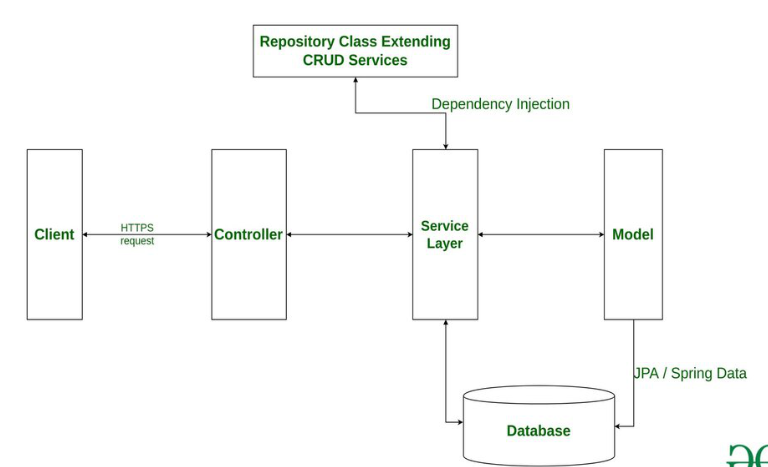 Repository Class Extending
CRUD Services
Dependency Injection
Client
HTTPS
request
Controller
Service
Layer
Model
JPA / Spring Data
Database